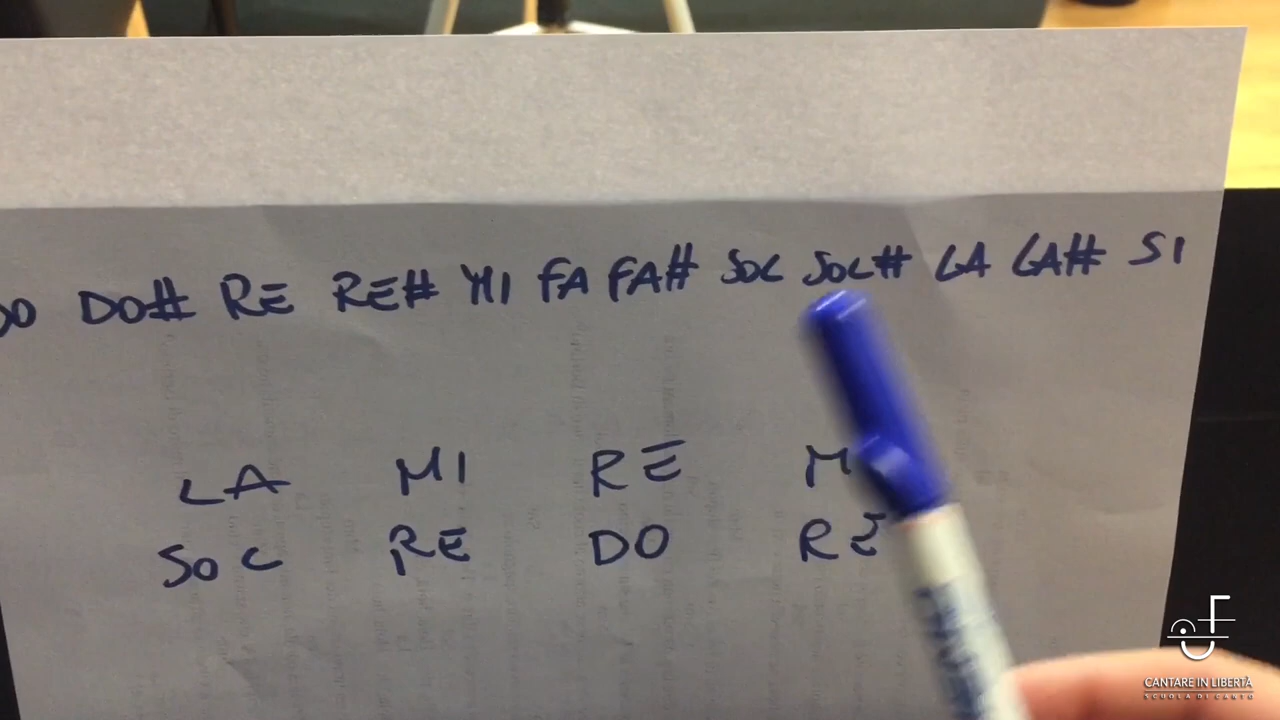 DO DO# RE RE# MI FA FA# SOL SOL# LA LA# SI
LA MI RE
SOL RE DO RE
CANTARE IN LIBERTÀ
SCUOLA DI CANTO